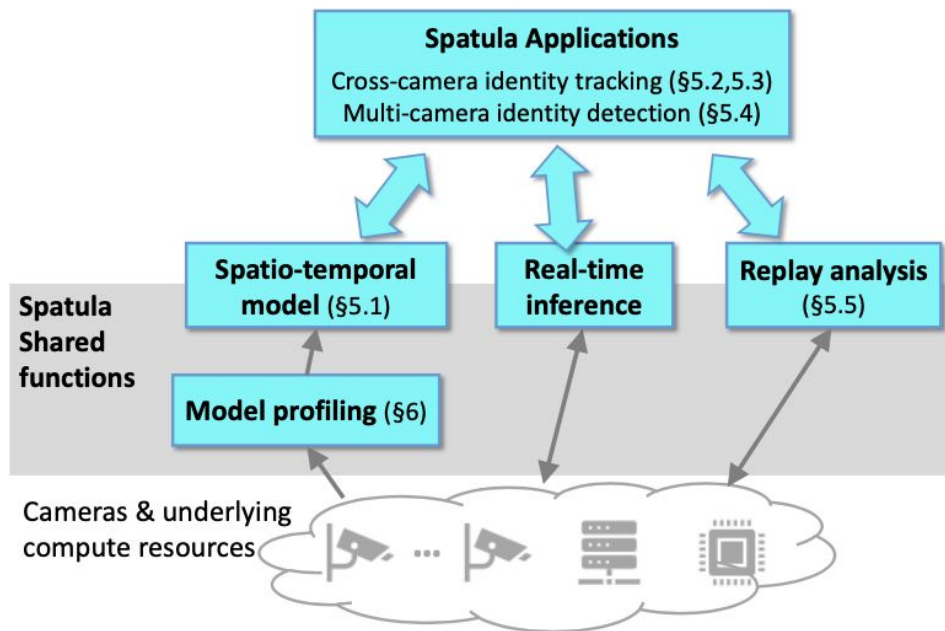 Spatula Applications
Cross-camera identity tracking (§5.2,5.3)
Multi-camera identity detection (§5.4)
Spatio-temporal
model (§5.1)
Real-time
inference
Replay analysis
(§5.5)
Spatula
Shared
functions
Model profiling (§6)
Cameras & underlying
compute resources
...